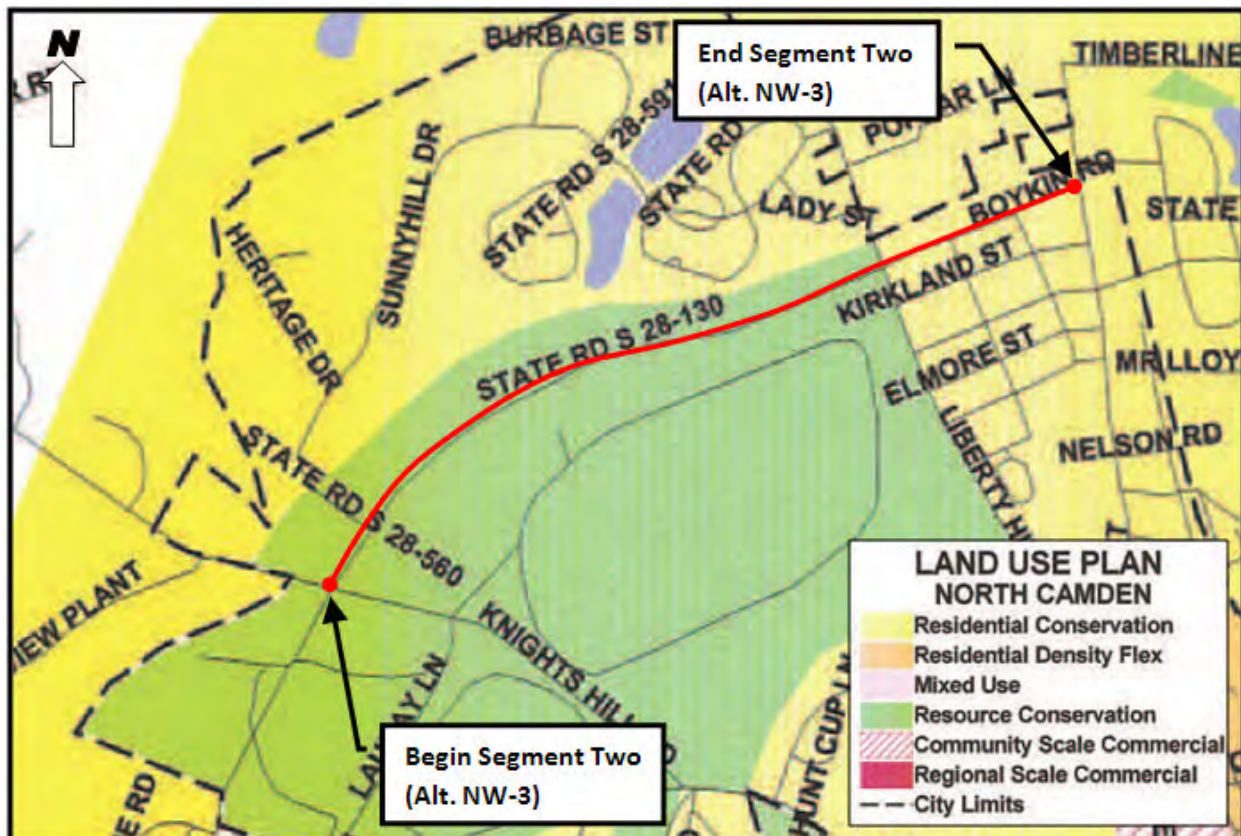 N
BURBAGE ST
End Segment Two
(Alt. NW-3)
TIMBERLINE
STATE RD S 28-591
STATE RD
LN
SUNNYHILL DR
LADY ST
BOYKIN RD
STATE
HERITAGE DR
KIRKLAND ST
STATE RD S 28-130
ELMORE ST
MR LLOY
LIBERTY HI
NELSON RD
STATE RD S 28-560
VIEW PLANT
KNIGHTS HILL
LN
HUNT CUP LN
E RD
Begin Segment Two
(Alt. NW-3)
LAND USE PLAN
NORTH CAMDEN
Residential Conservation
Residential Density Flex
Mixed Use
Resource Conservation
Community Scale Commercial
Regional Scale Commercial
City Limits